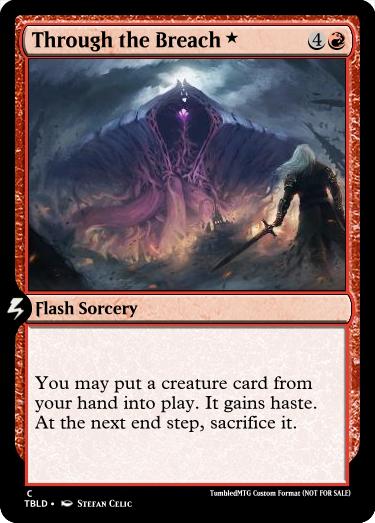 Through the Breach ★ 4
Flash Sorcery
You may put a creature card from
your hand into play. It gains haste.
At the next end step, sacrifice it.
C
TBLD • Stefan Celic
TumbledMTG Custom Format (NOT FOR SALE)